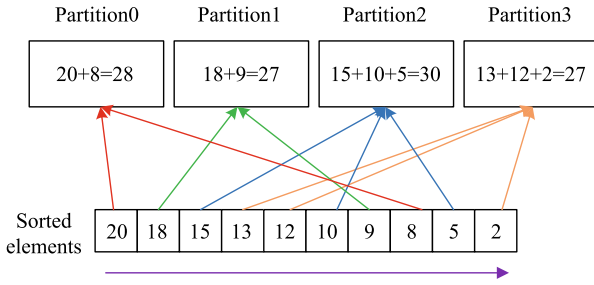 Partition0 Partition1 Partition2 Partition3
20+8=28 18+9=27 15+10+5=30 13+12+2=27
Sorted
elements
20 18 15 13 12 10 9 8 5 2